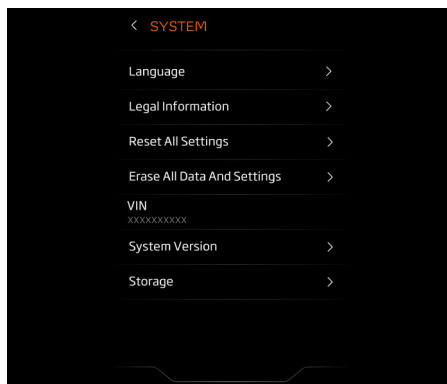 SYSTEM
Language
Legal Information
Reset All Settings
Erase All Data And Settings
VIN
XXXXXXXXXX
System Version
Storage